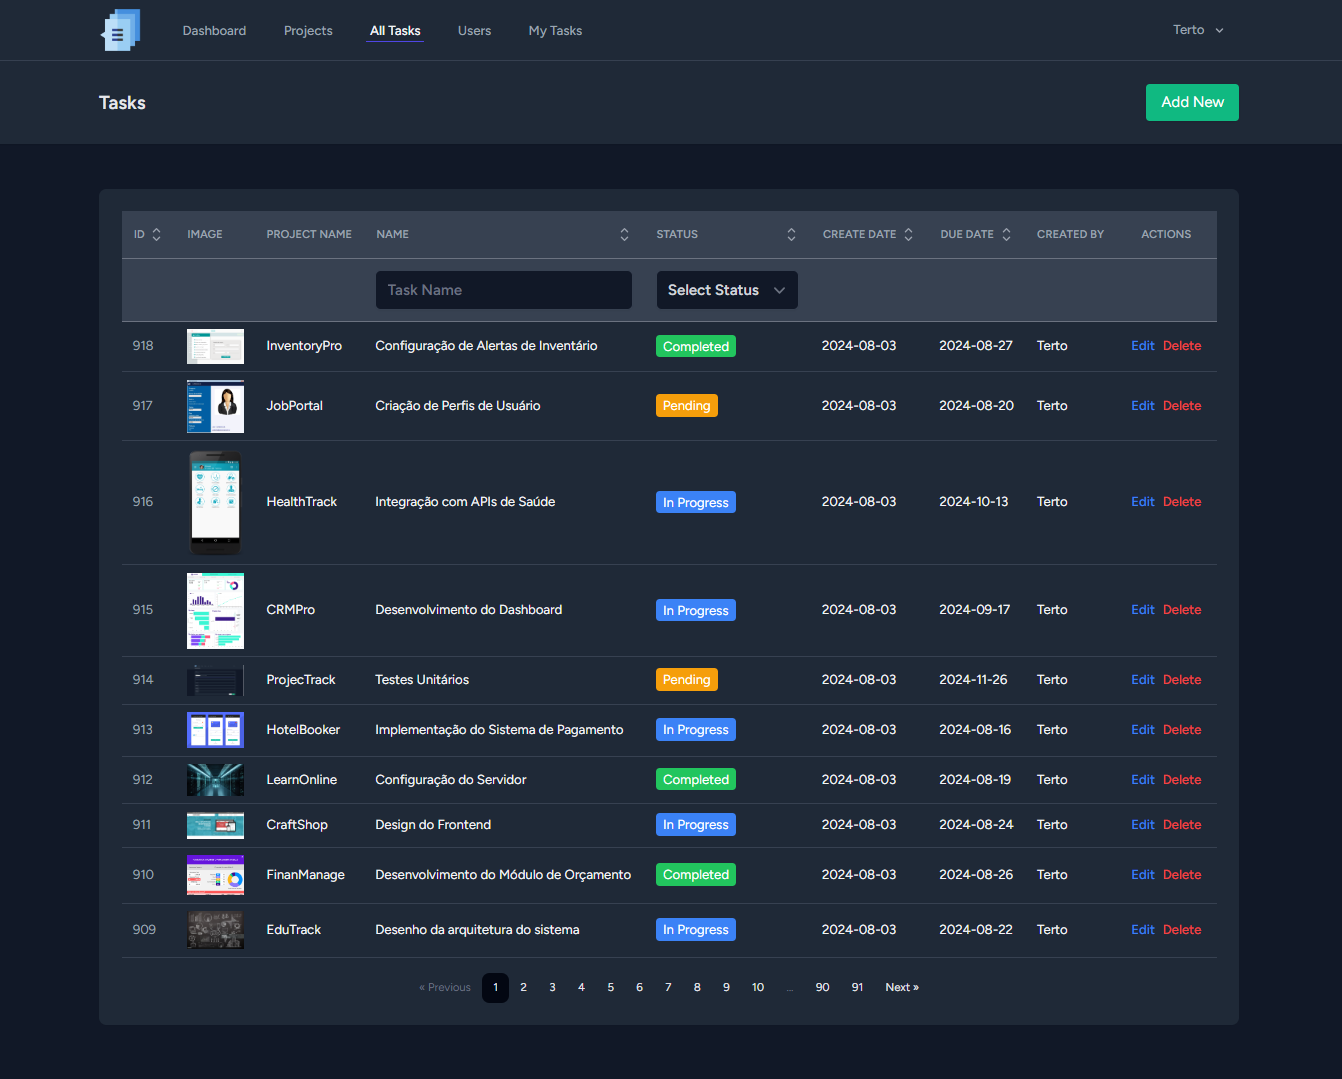 Dashboard Projects All Tasks Users My Tasks Terto
Tasks Add New
ID IMAGE PROJECT NAME NAME STATUS CREATE DATE DUE DATE CREATED BY ACTIONS
Task Name Select Status
918 InventoryPro Configuração de Alertas de Inventário Completed 2024-08-03 2024-08-27 Terto Edit Delete
917 JobPortal Criação de Perfis de Usuário Pending 2024-08-03 2024-08-20 Terto Edit Delete
916 HealthTrack Integração com APIs de Saúde In Progress 2024-08-03 2024-10-13 Terto Edit Delete
915 CRMPro Desenvolvimento do Dashboard In Progress 2024-08-03 2024-09-17 Terto Edit Delete
914 ProjecTrack Testes Unitários Pending 2024-08-03 2024-11-26 Terto Edit Delete
913 HotelBooker Implementação do Sistema de Pagamento In Progress 2024-08-03 2024-08-16 Terto Edit Delete
912 LearnOnline Configuração do Servidor Completed 2024-08-03 2024-08-19 Terto Edit Delete
911 CraftShop Design do Frontend In Progress 2024-08-03 2024-08-24 Terto Edit Delete
910 FinanManage Desenvolvimento do Módulo de Orçamento Completed 2024-08-03 2024-08-26 Terto Edit Delete
909 EduTrack Desenho da arquitetura do sistema In Progress 2024-08-03 2024-08-22 Terto Edit Delete
« Previous 1 2 3 4 5 6 7 8 9 10 ... 90 91 Next »